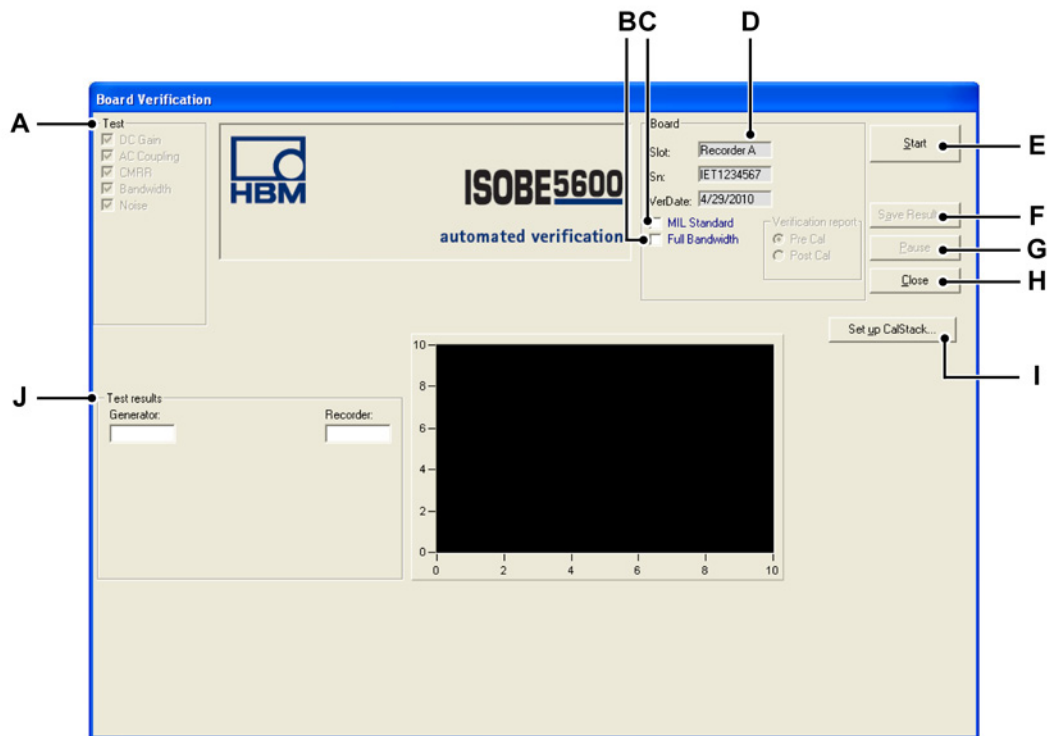 B C D
Board Verification
A
Test
DC Gain
AC Coupling
CMRR
Bandwidth
Noise
HBM
ISOBE5600
automated verification
Board
Slot: Recorder A
Sn: IET1234567
VerDate: 4/29/2010
MIL Standard
Full Bandwidth
Verification report
Pre Cal
Post Cal
Start
E
Save Result
F
Pause
G
Close
H
Set up CalStack...
I
J
Test results
Generator:
Recorder:
10
8
6
4
2
0
0 2 4 6 8 10